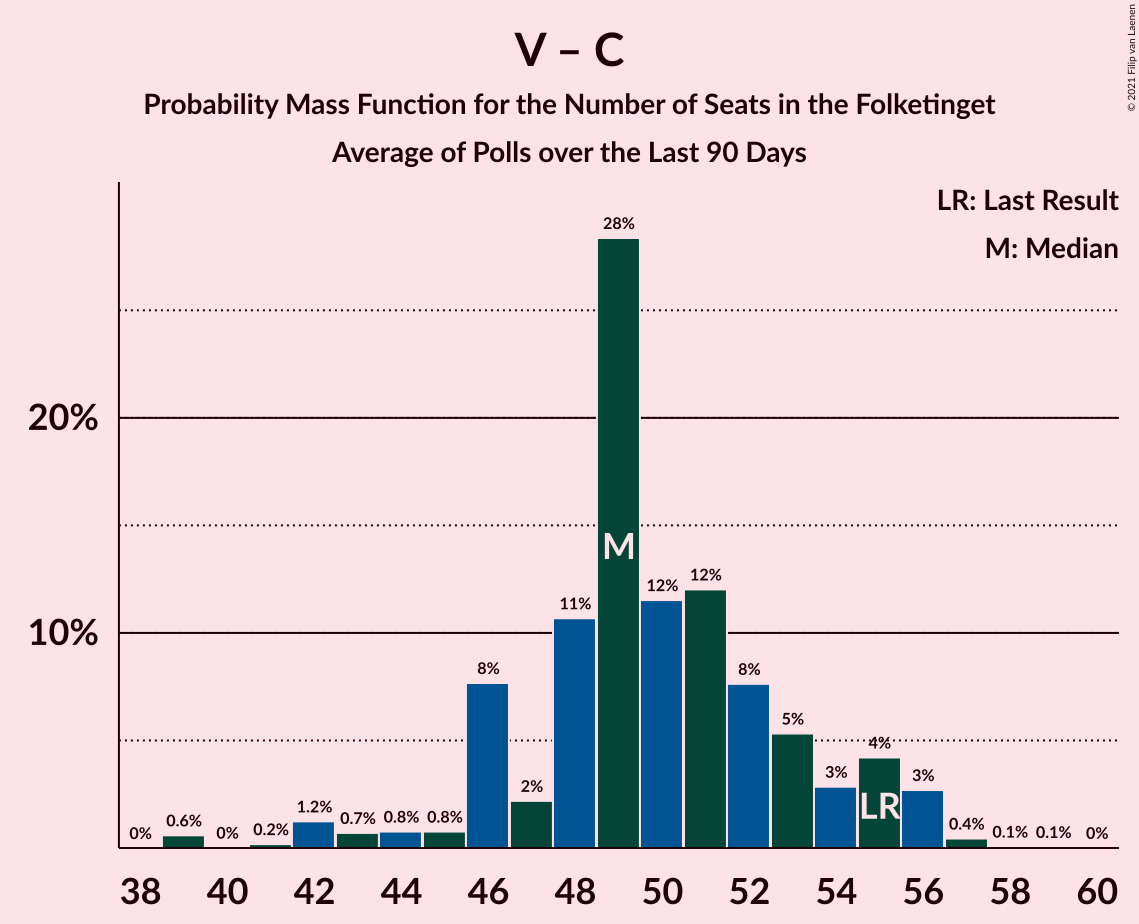 V – C
Probability Mass Function for the Number of Seats in the Folketinget
Average of Polls over the Last 90 Days
© 2021 Filip van Laenen
LR: Last Result
M: Median
20%
10%
0%
0.6%
0%
0.2%
1.2%
0.7%
0.8%
0.8%
8%
2%
11%
28%
12%
12%
8%
5%
3%
4%
3%
0.4%
0.1%
0.1%
0%
M
LR
38 40 42 44 46 48 50 52 54 56 58 60